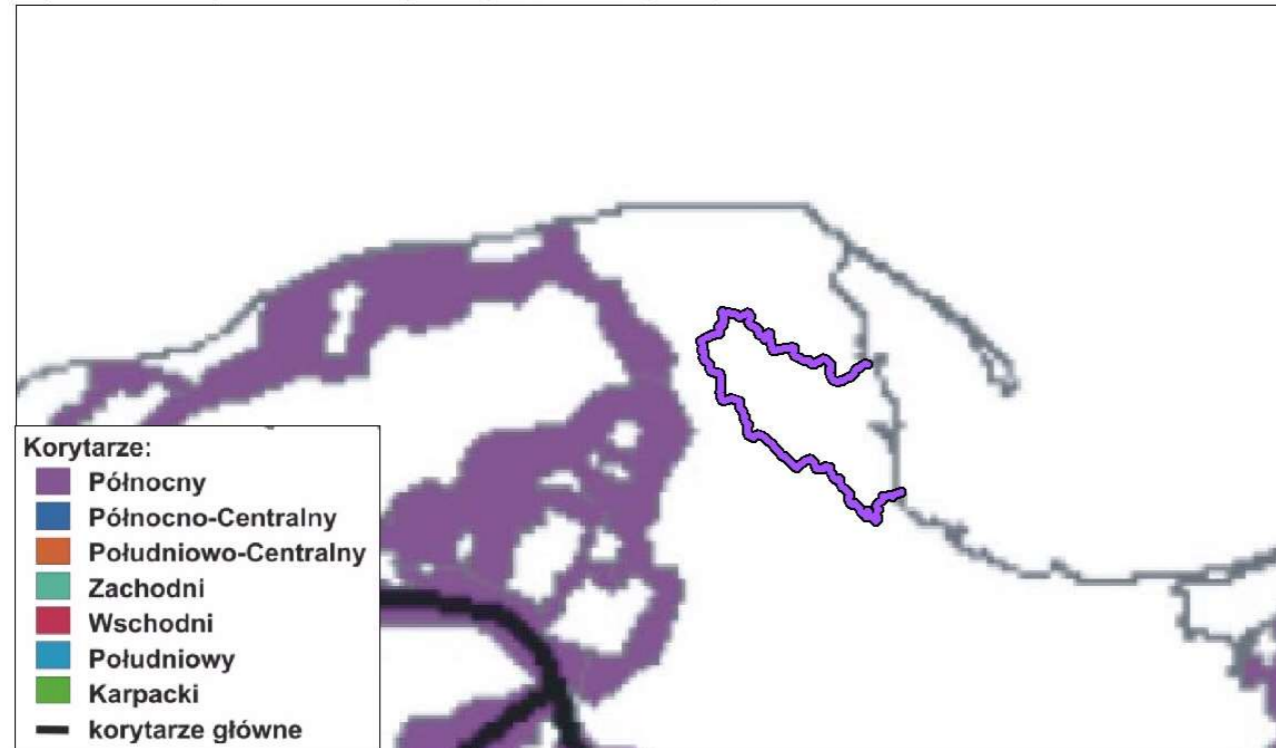 Korytarze:
Północny
Północno-Centralny
Południowo-Centralny
Zachodni
Wschodni
Południowy
Karpacki
korytarze główne